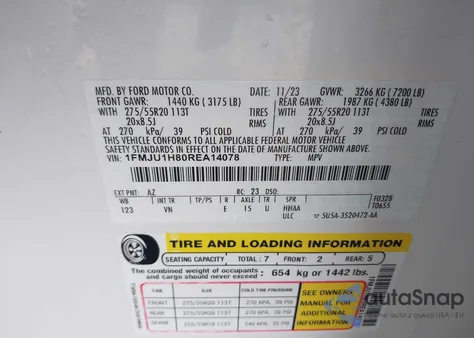 MFD. BY FORD MOTOR CO. 11/23 GVWR: 3266 KG ( 7200 LB)
FRONT GAWR: 1440 KG ( 3175 LB) REAR GAWR: 1987 KG ( 4380 LB)
WITH 275/55R20 113T TIRES WITH 275/55R20 113T TIRES
20x8.5J RIMS 20x8.5J RIMS
AT 270 kPa/ 39 PSI COLD AT 270 kPa/ 39 PSI COLD
THIS VEHICLE CONFORMS TO ALL APPLICABLE FEDERAL MOTOR VEHICLE
SAFETY STANDARDS IN EFFECT ON THE DATE OF MANUFACTURE SHOWN ABOVE.
VIN: 1FMJU1H80REA14078 TYPE: MPV
EXT PNT: AZ RC: 23 DSO:
WB INT TR TP/PS R AXLE TR SPR F0328
123 VN E 15 U HHAA T0655
ULC 5U5A-3520472-AA
TIRE AND LOADING INFORMATION
SEATING CAPACITY TOTAL : 7 FRONT: 2 REAR: 5
The combined weight of occupants and cargo should never exceed: 654 kg or 1442 lbs.
TIRE SIZE COLD TIRE PRESSURE SEE OWNERS MANUAL FOR ADDITIONAL INFORMATION
FRONT 275/55R20 113T 270 KPA, 39 PSI
REAR 275/55R20 113T 270 KPA, 39 PSI
SPARE
autaSnap